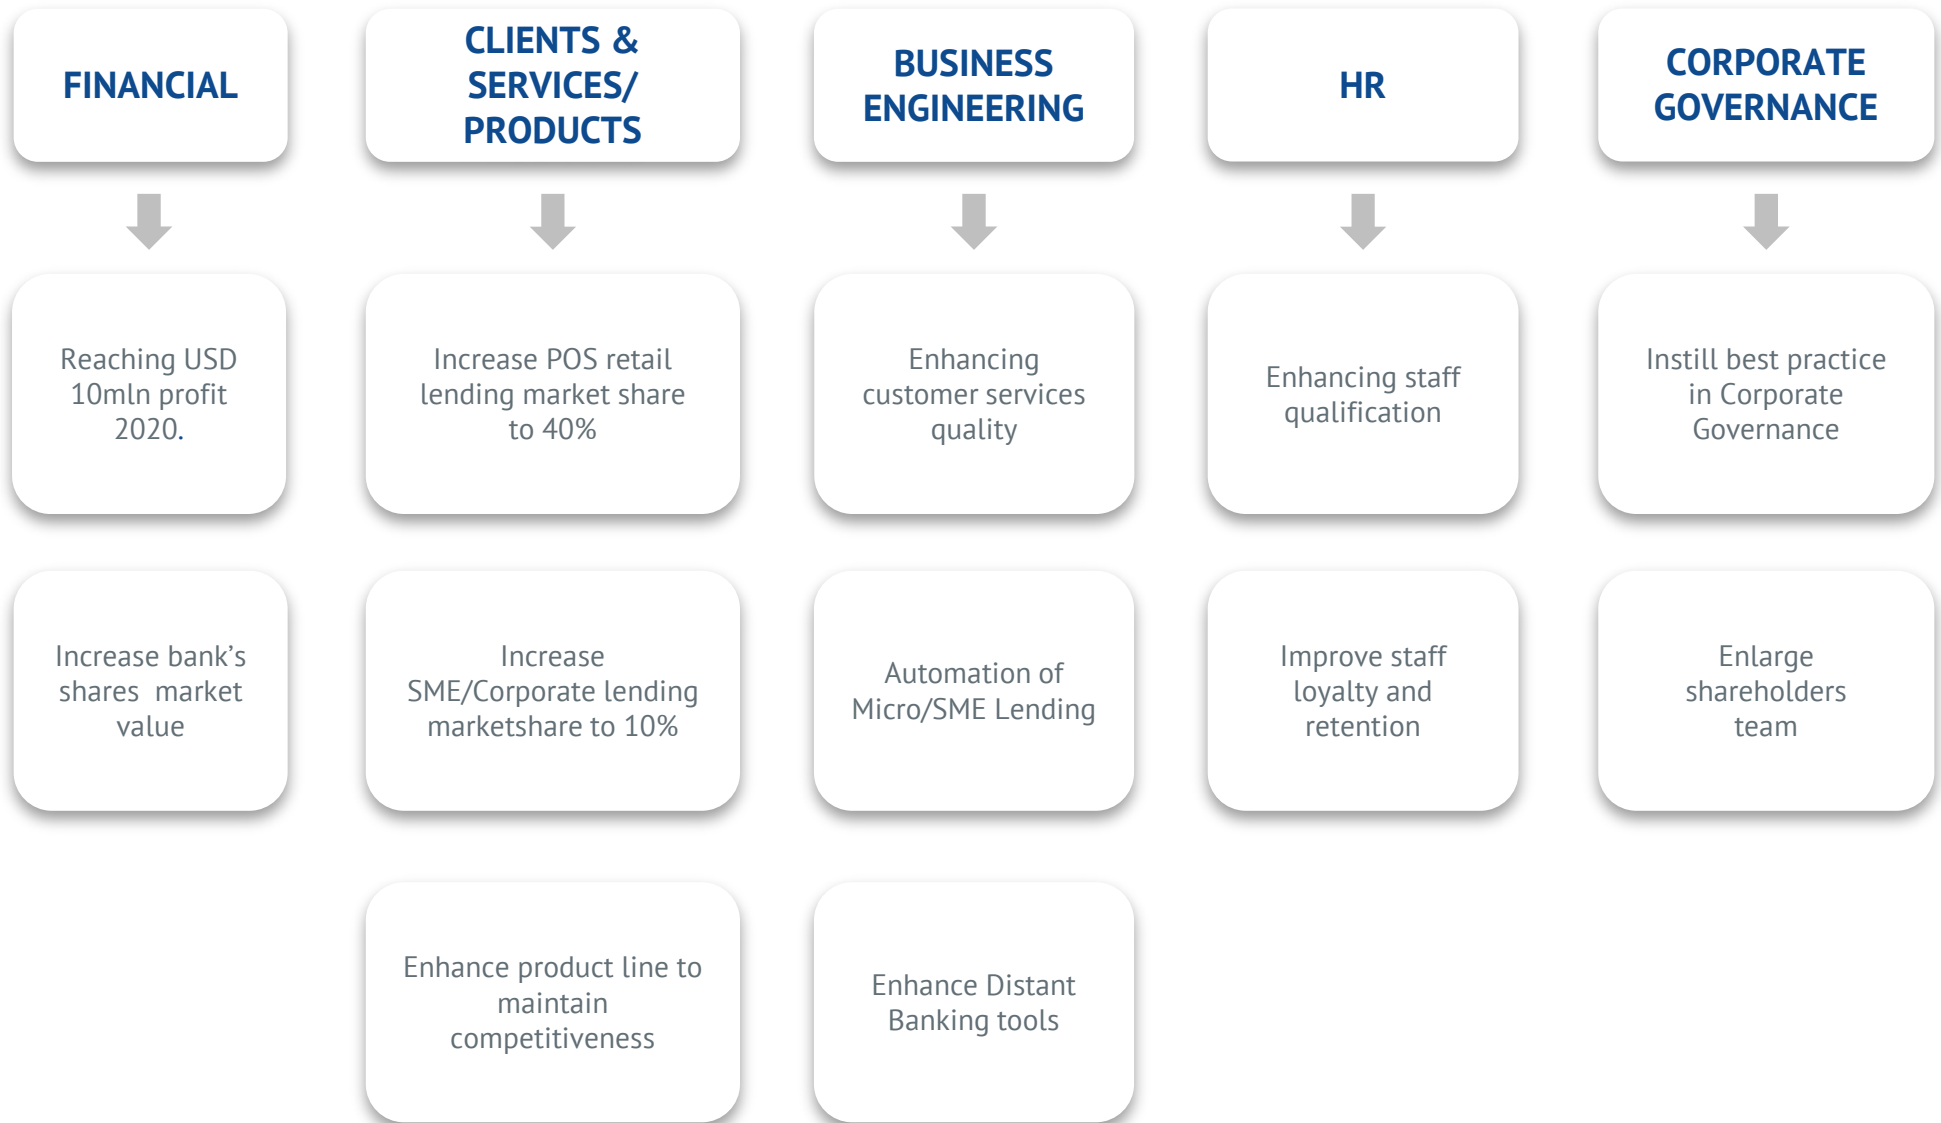 FINANCIAL
CLIENTS &
SERVICES/
PRODUCTS
BUSINESS
ENGINEERING
HR
CORPORATE
GOVERNANCE
Reaching USD
10mln profit
2020.
Increase POS retail
lending market share
to 40%
Enhancing
customer services
quality
Enhancing staff
qualification
Instill best practice
in Corporate
Governance
Increase bank’s
shares  market
value
Increase
SME/Corporate lending
marketshare to 10%
Automation of
Micro/SME Lending
Improve staff
loyalty and
retention
Enlarge
shareholders
team
Enhance product line to
maintain
competitiveness
Enhance Distant
Banking tools